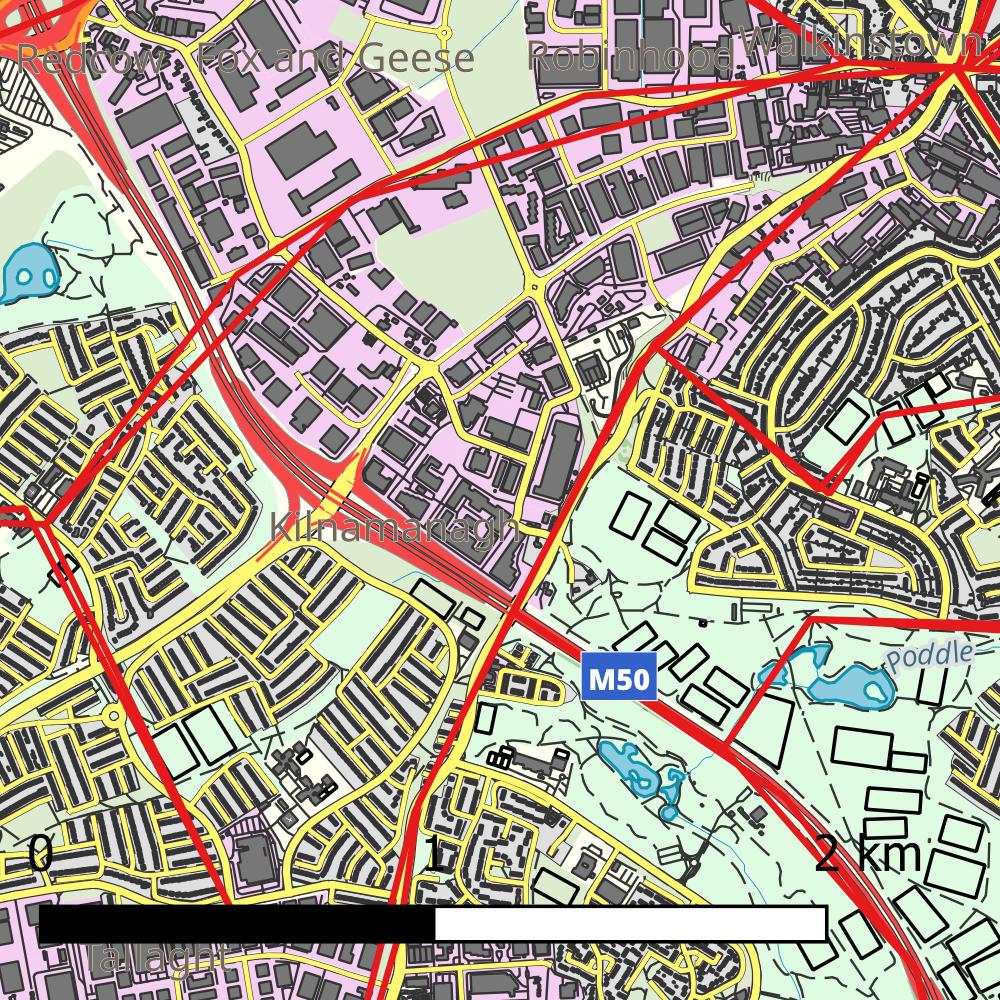 Redcow
Fox and Geese
Robinhood
Walkinstown
Kilnamanagh
Poddle
M50
0
1
2 km
Tallaght